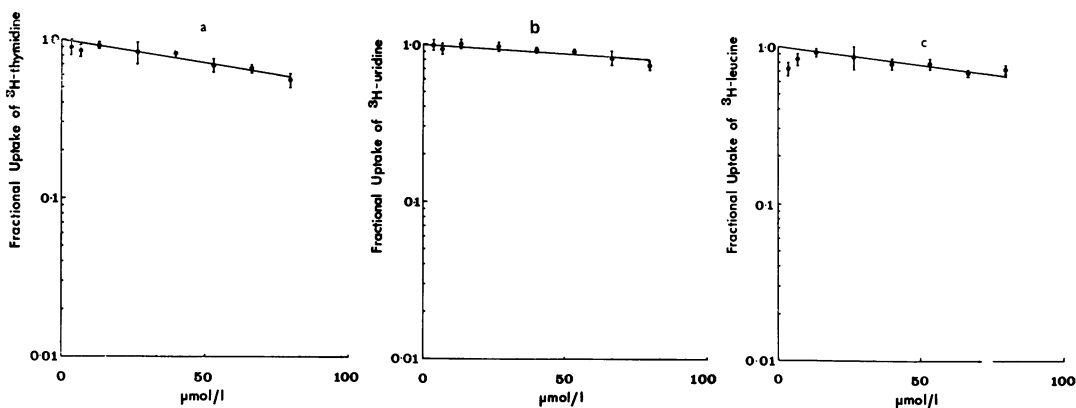 a
Fractional Uptake of ³H-thymidine
1·0
0·1
0·01
0
50
100
µmol/l
b
Fractional Uptake of ³H-uridine
1·0
0·1
0·01
0
50
100
µmol/l
c
Fractional Uptake of ³H-leucine
1·0
0·1
0·01
0
50
100
µmol/l